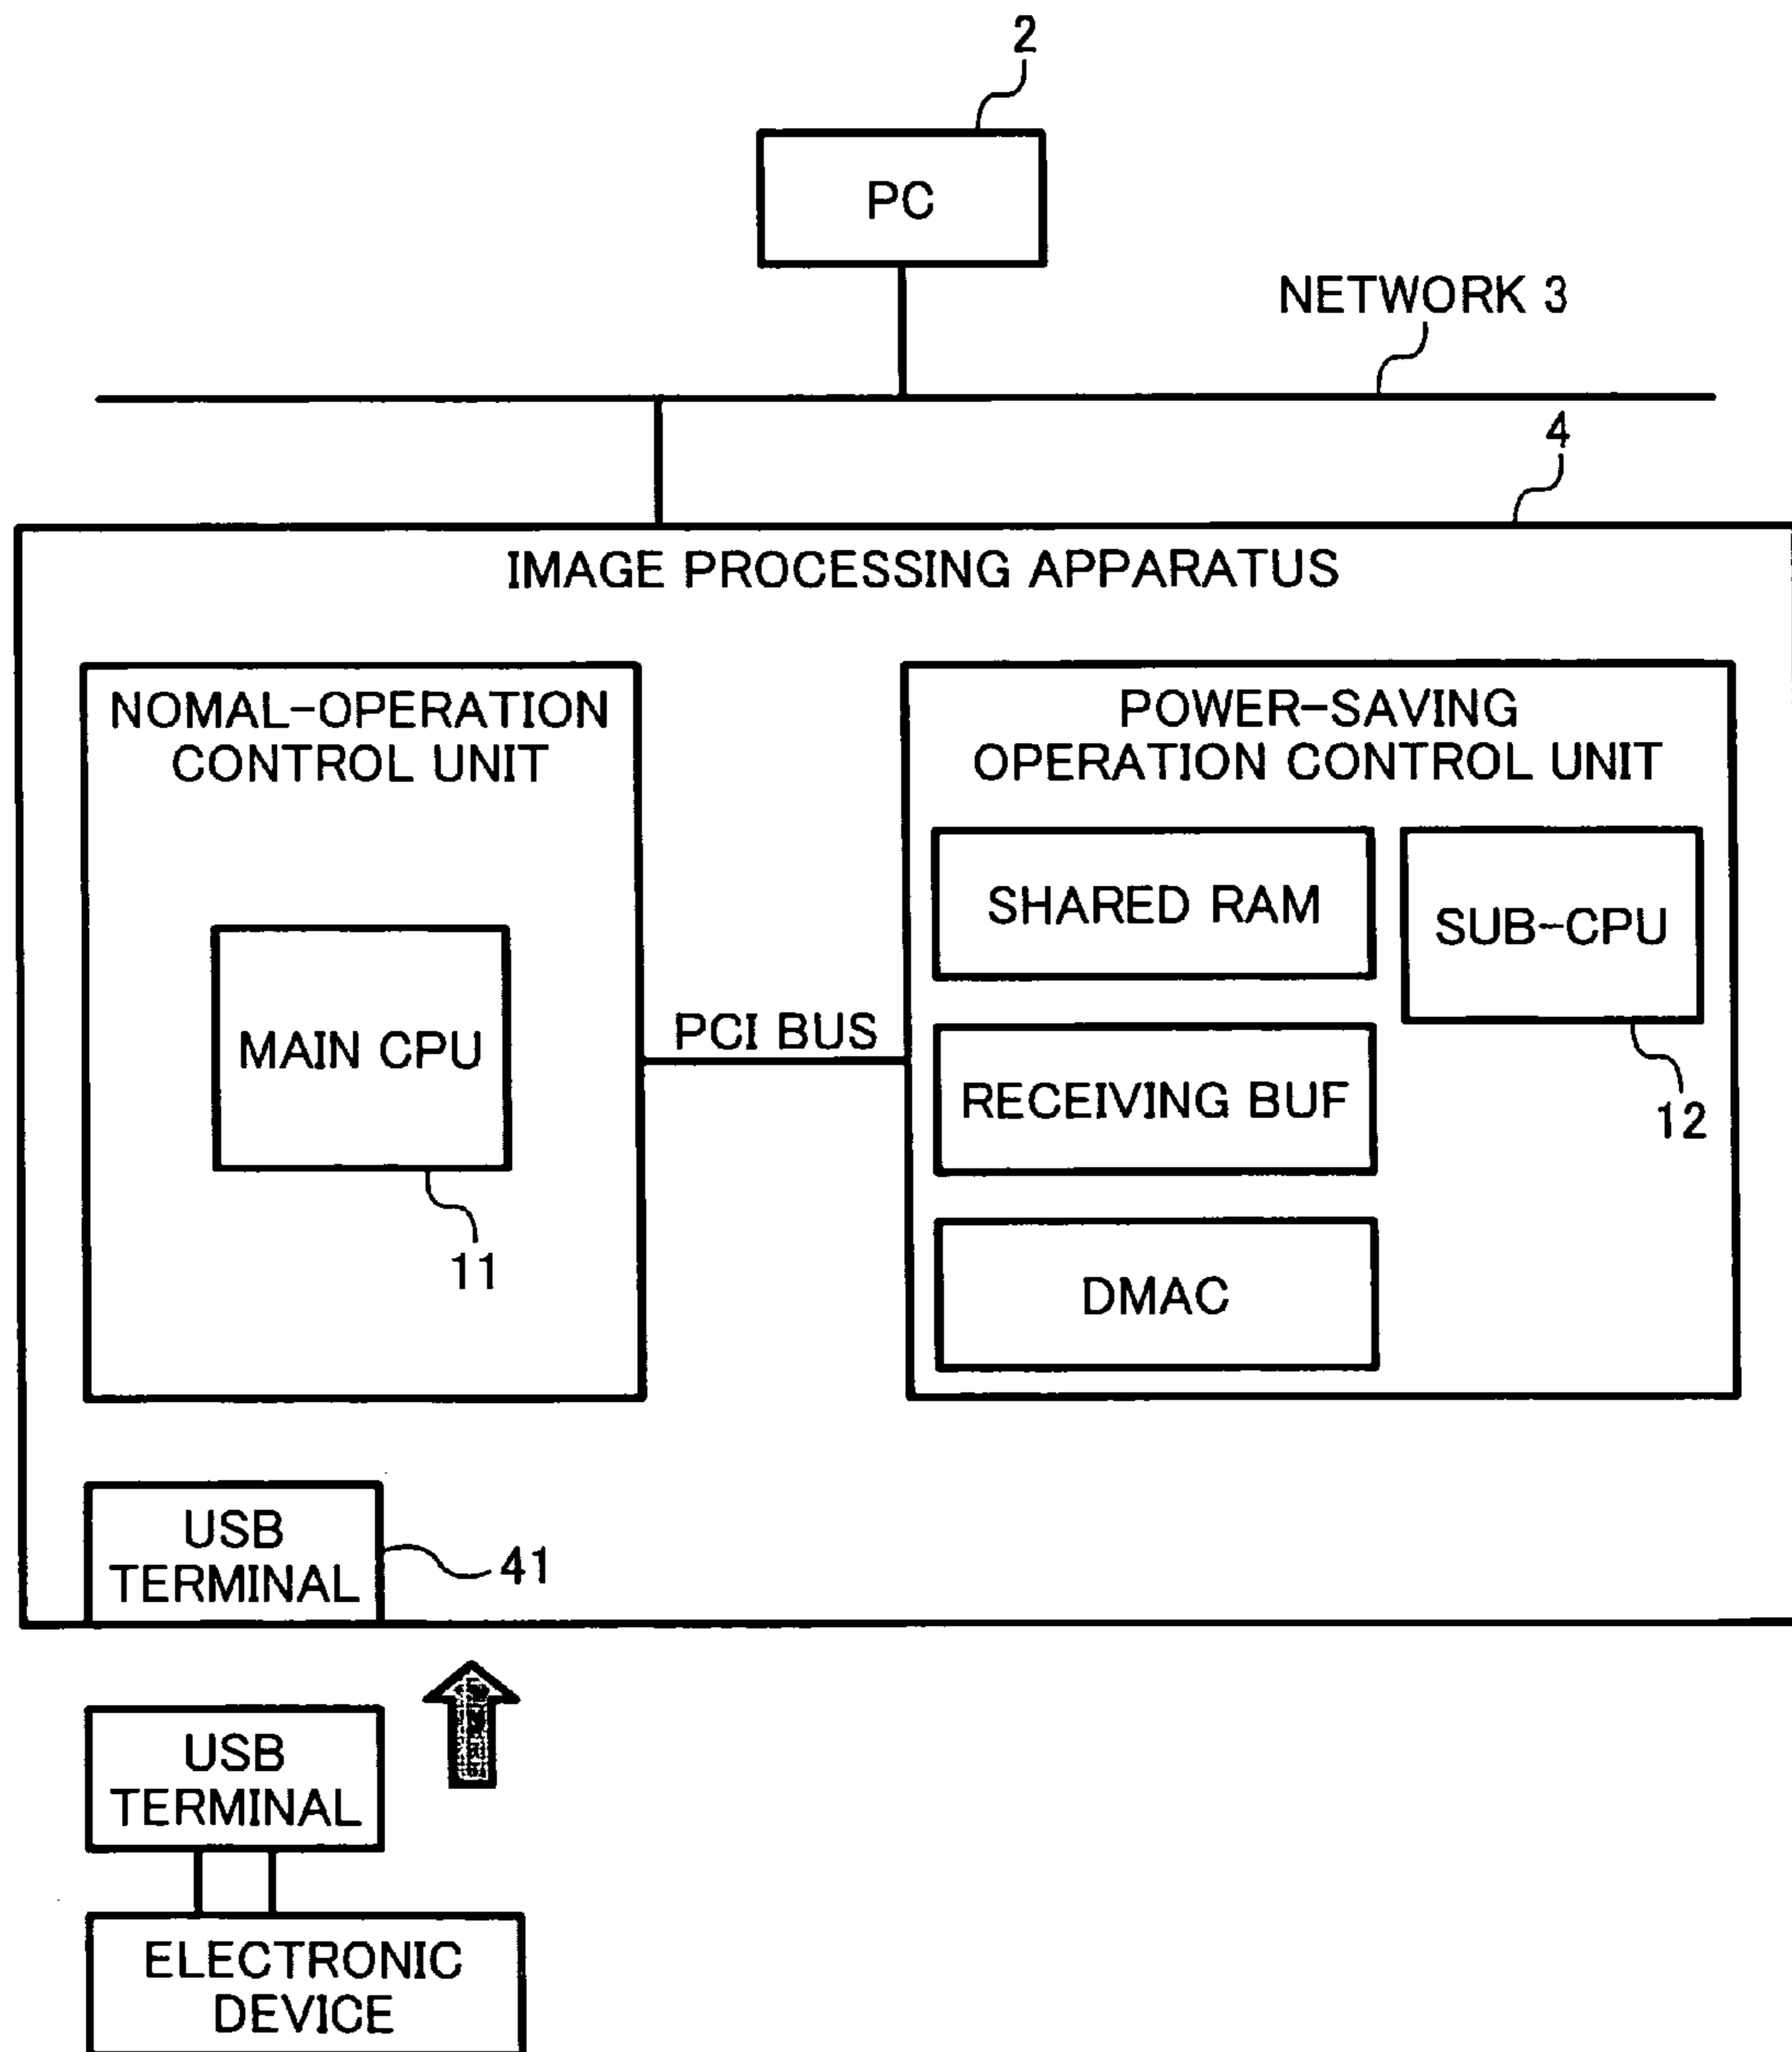 2
PC
NETWORK 3
4
IMAGE PROCESSING APPARATUS
NOMAL-OPERATION
CONTROL UNIT
MAIN CPU
11
PCI BUS
POWER-SAVING
OPERATION CONTROL UNIT
SHARED RAM
SUB-CPU
12
RECEIVING BUF
DMAC
USB
TERMINAL
41
USB
TERMINAL
ELECTRONIC
DEVICE